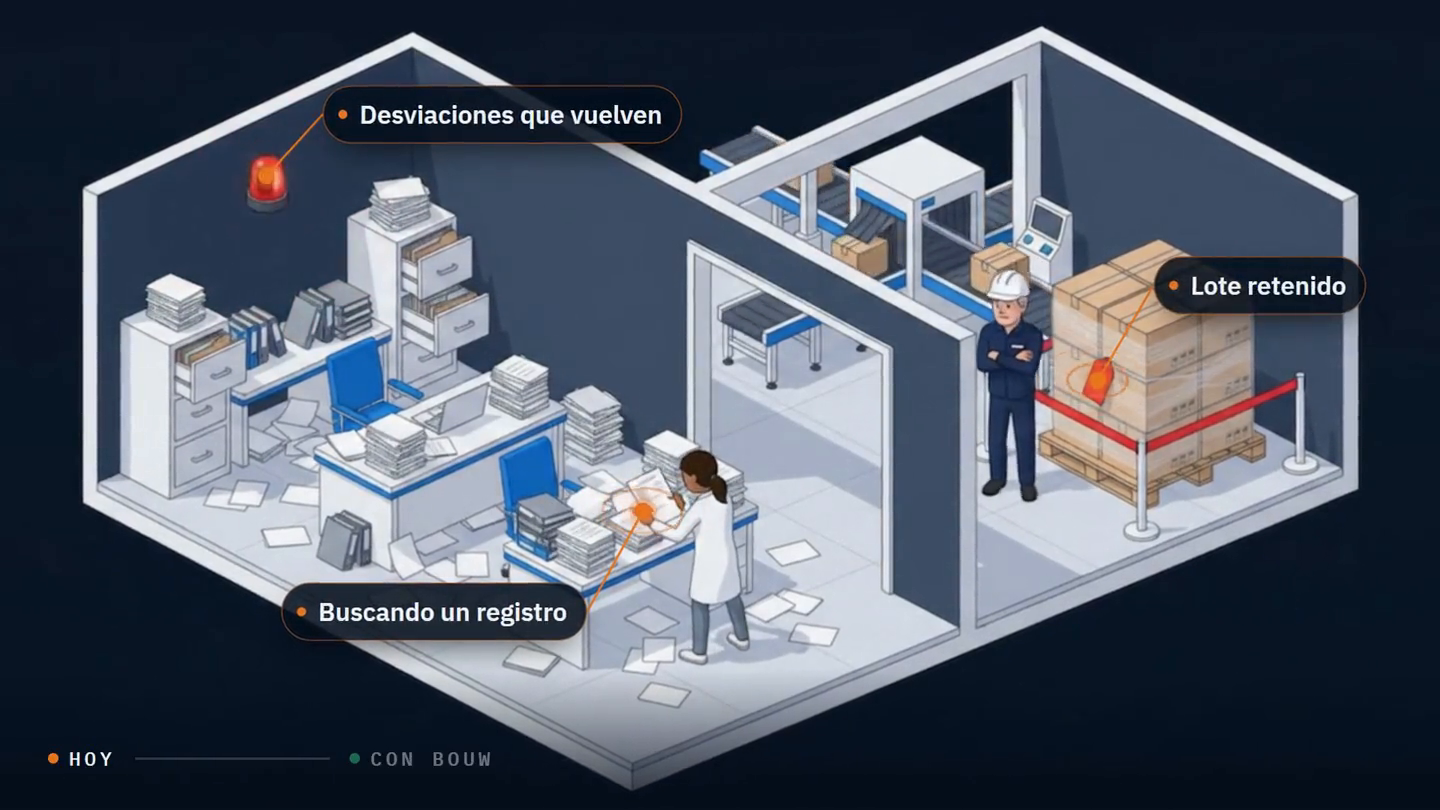 Desviaciones que vuelven
Lote retenido
Buscando un registro
HOY
CON BOUW